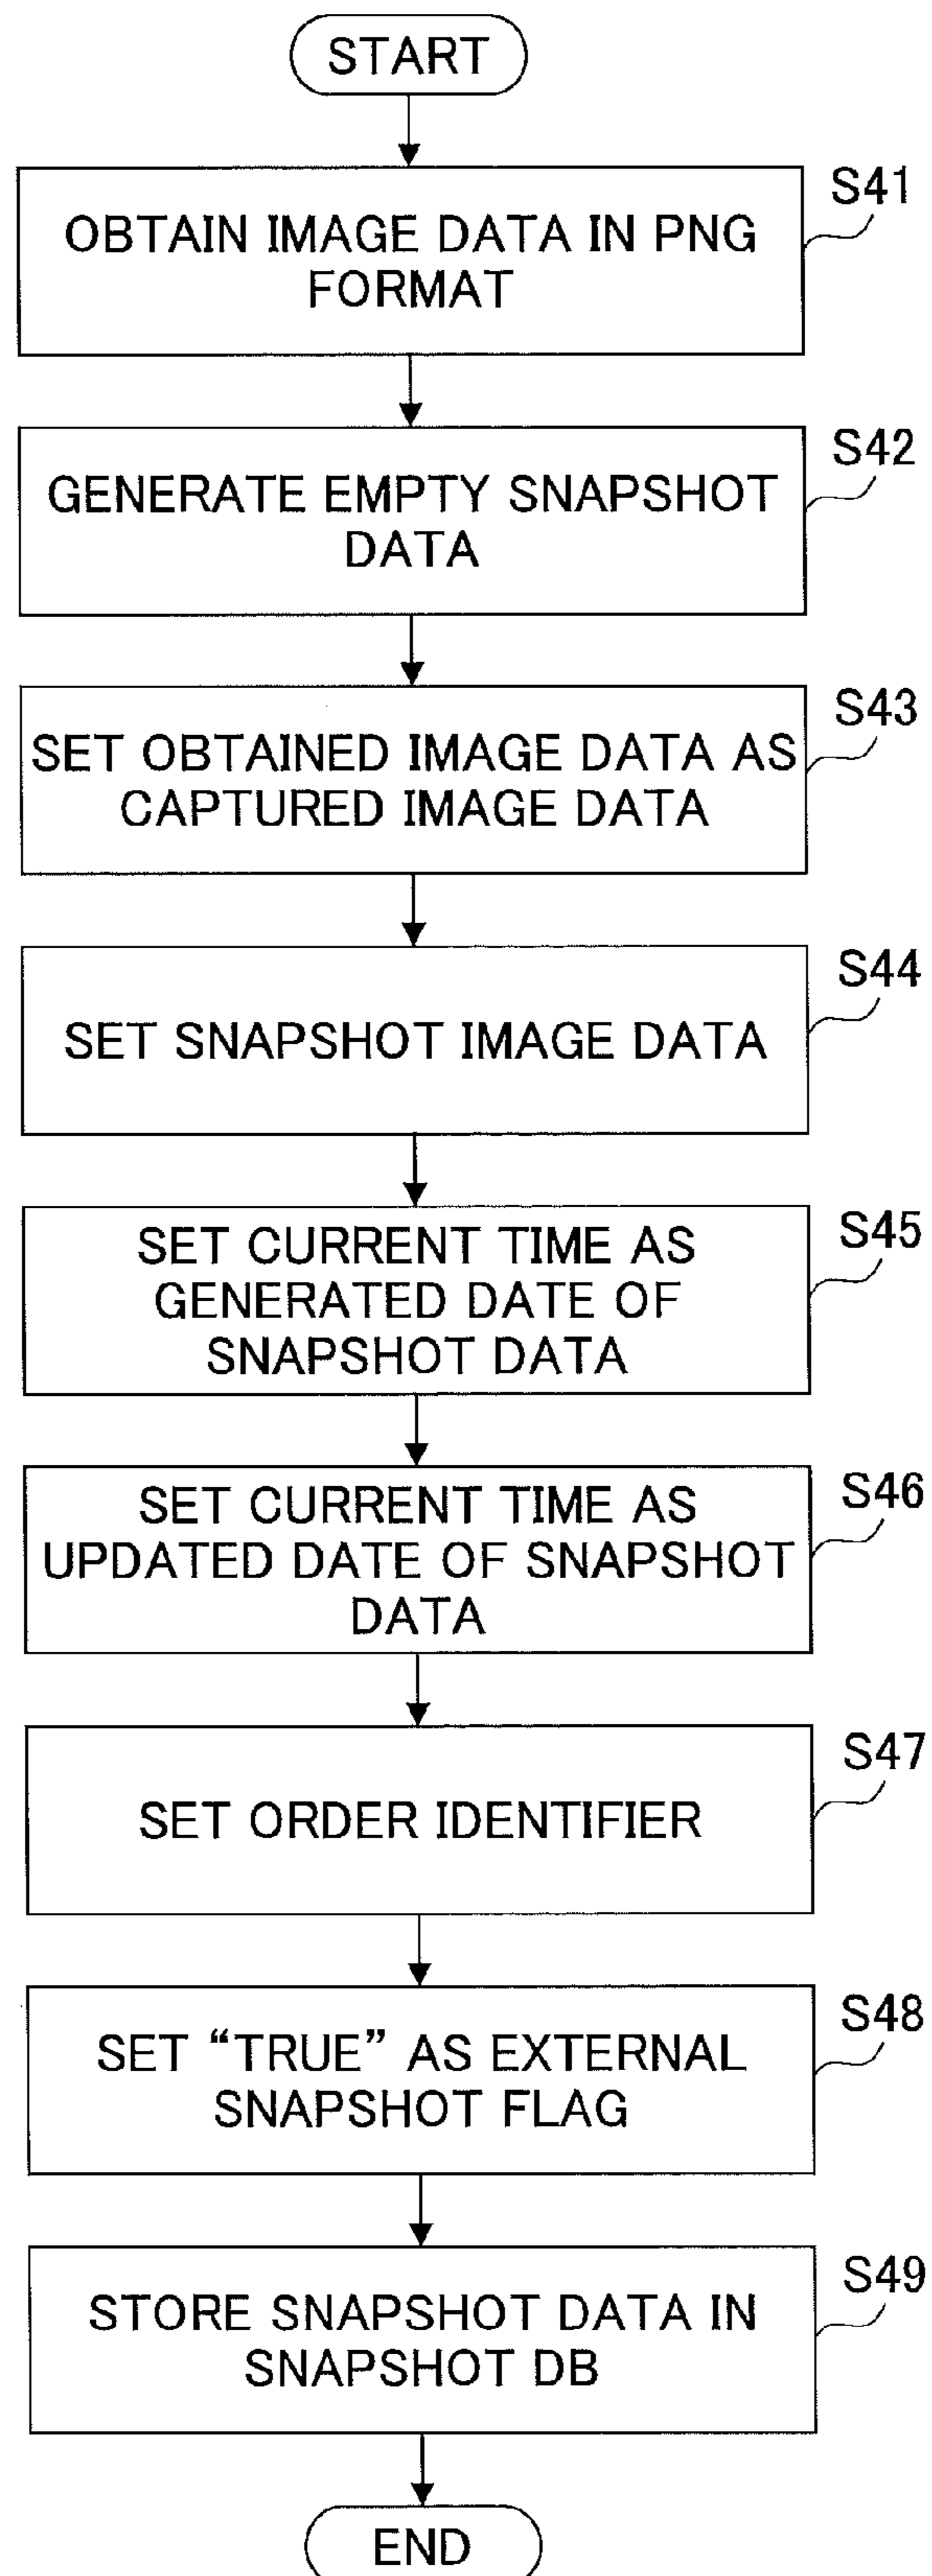 START
S41
OBTAIN IMAGE DATA IN PNG
FORMAT
S42
GENERATE EMPTY SNAPSHOT
DATA
S43
SET OBTAINED IMAGE DATA AS
CAPTURED IMAGE DATA
S44
SET SNAPSHOT IMAGE DATA
S45
SET CURRENT TIME AS
GENERATED DATE OF
SNAPSHOT DATA
S46
SET CURRENT TIME AS
UPDATED DATE OF SNAPSHOT
DATA
S47
SET ORDER IDENTIFIER
S48
SET “TRUE” AS EXTERNAL
SNAPSHOT FLAG
S49
STORE SNAPSHOT DATA IN
SNAPSHOT DB
END